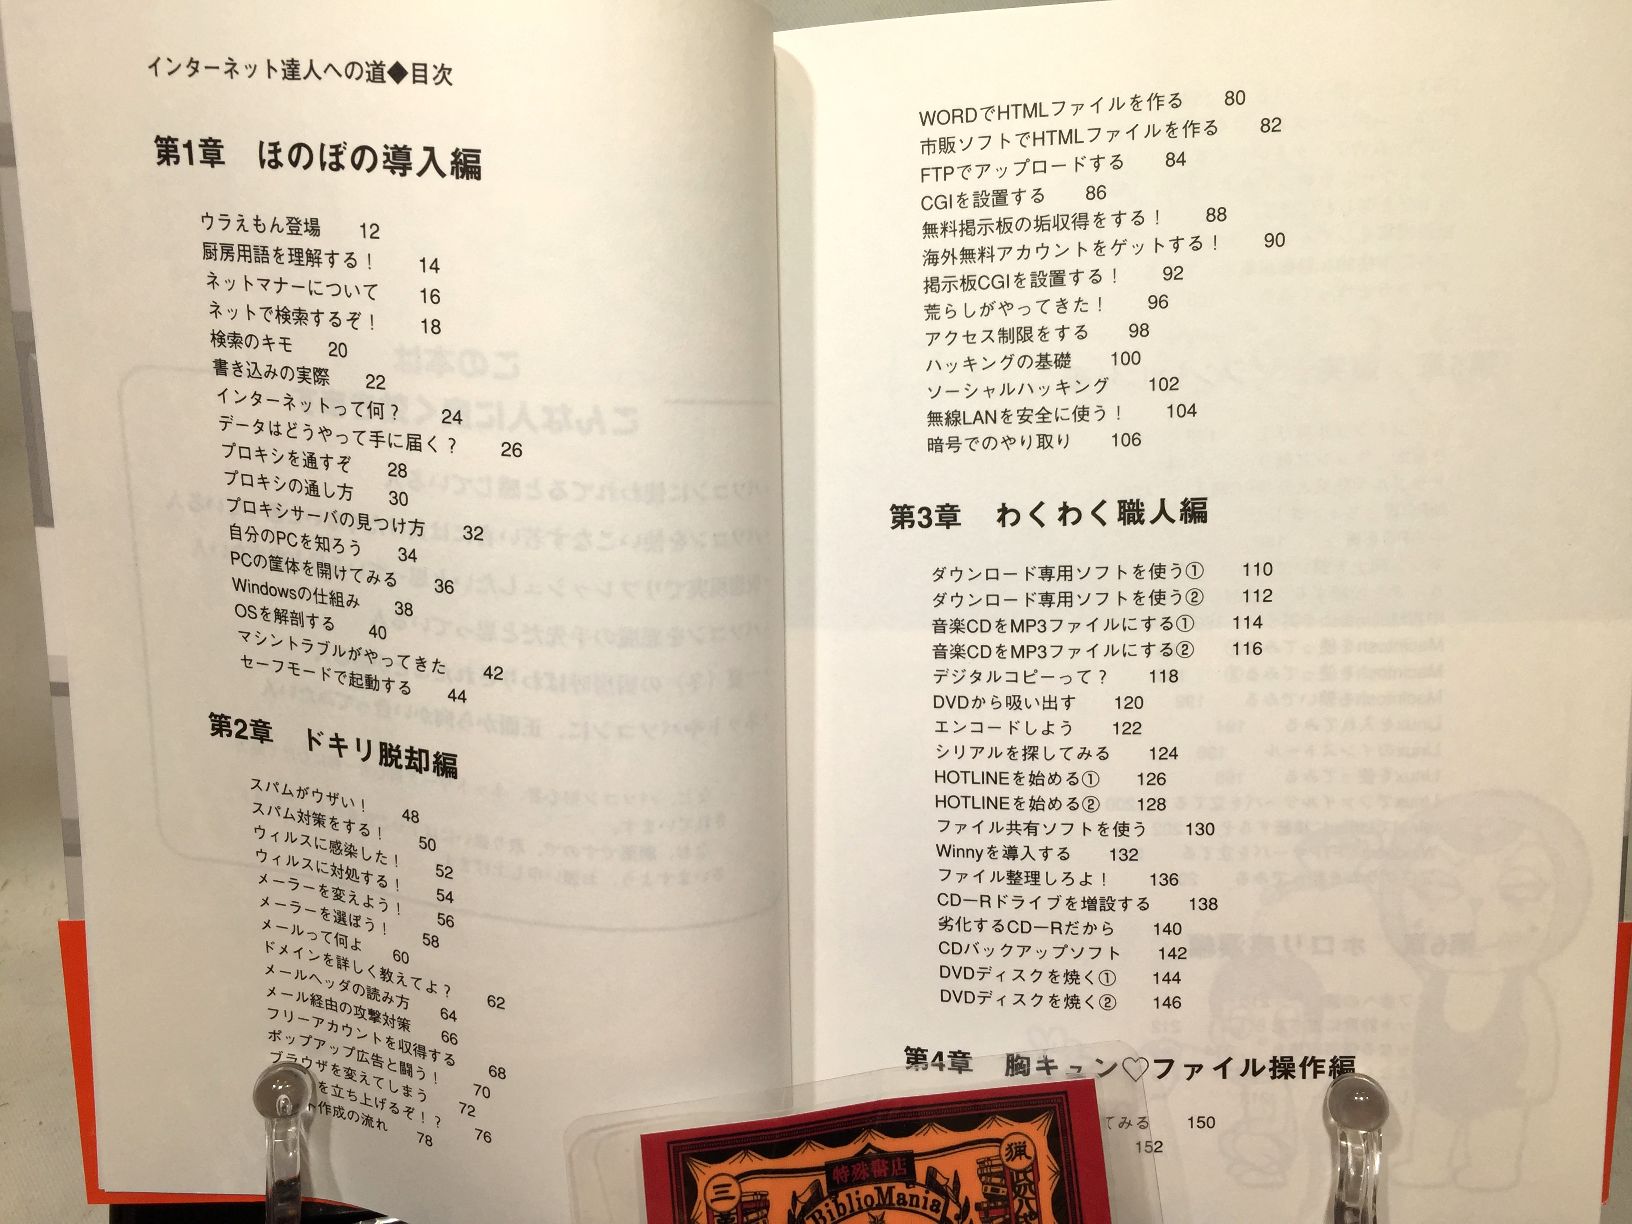 インターネット達人への道◆目次
第1章 ほのぼの導入編
ウラえもん登場 12
厨房用語を理解する! 14
ネットマナーについて 16
ネットで検索するぞ! 18
検索のキモ 20
書き込みの実際 22
インターネットって何? 24
データはどうやって手に届く? 26
プロキシを通すぞ 28
プロキシの通し方 30
プロキシサーバの見つけ方 32
自分のPCを知ろう 34
PCの筐体を開けてみる 36
Windowsの仕組み 38
OSを解剖する 40
マシントラブルがやってきた 42
セーフモードで起動する 44
第2章 ドキリ脱却編
スパムがウザい! 48
スパム対策をする! 50
ウィルスに感染した! 52
ウィルスに対処する! 54
メーラーを変えよう! 56
メーラーを選ぼう! 58
メールって何よ 60
ドメインを詳しく教えてよ? 62
メールヘッダの読み方 64
メール経由の攻撃対策 66
フリーアカウントを収得する 68
ポップアップ広告と闘う! 70
ブラウザを変えてしまう 72
を立ち上げるぞ!? 76
ト作成の流れ 78
WORDでHTMLファイルを作る 80
市販ソフトでHTMLファイルを作る 82
FTPでアップロードする 84
CGIを設置する 86
無料掲示板の垢収得をする! 88
海外無料アカウントをゲットする! 90
掲示板CGIを設置する! 92
荒らしがやってきた! 96
アクセス制限をする 98
ハッキングの基礎 100
ソーシャルハッキング 102
無線LANを安全に使う! 104
暗号でのやり取り 106
第3章 わくわく職人編
ダウンロード専用ソフトを使う① 110
ダウンロード専用ソフトを使う② 112
音楽CDをMP3ファイルにする① 114
音楽CDをMP3ファイルにする② 116
デジタルコピーって? 118
DVDから吸い出す 120
エンコードしよう 122
シリアルを探してみる 124
HOTLINEを始める① 126
HOTLINEを始める② 128
ファイル共有ソフトを使う 130
Winnyを導入する 132
ファイル整理しろよ! 136
CD―Rドライブを増設する 138
劣化するCD―Rだから 140
CDバックアップソフト 142
DVDディスクを焼く① 144
DVDディスクを焼く② 146
第4章 胸キュン♡ファイル操作編
てみる 150
152
特殊書店
BiblioMania
三
猟